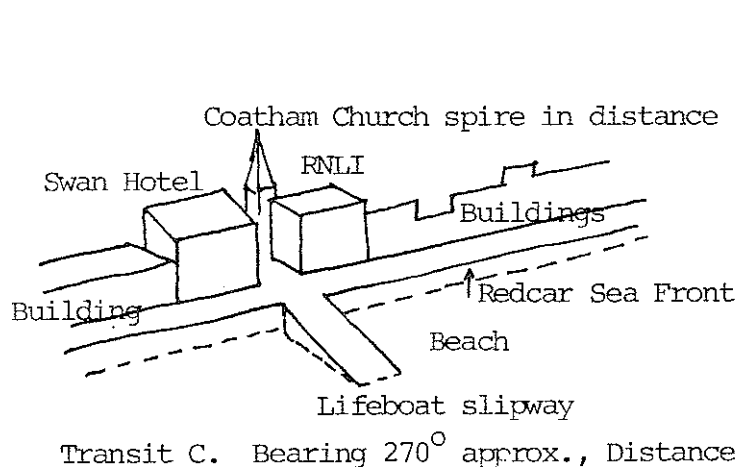 Coatham Church spire in distance
Swan Hotel
RNLI
Buildings
Building
Redcar Sea Front
Beach
Lifeboat slipway
Transit C. Bearing 270° approx., Distance